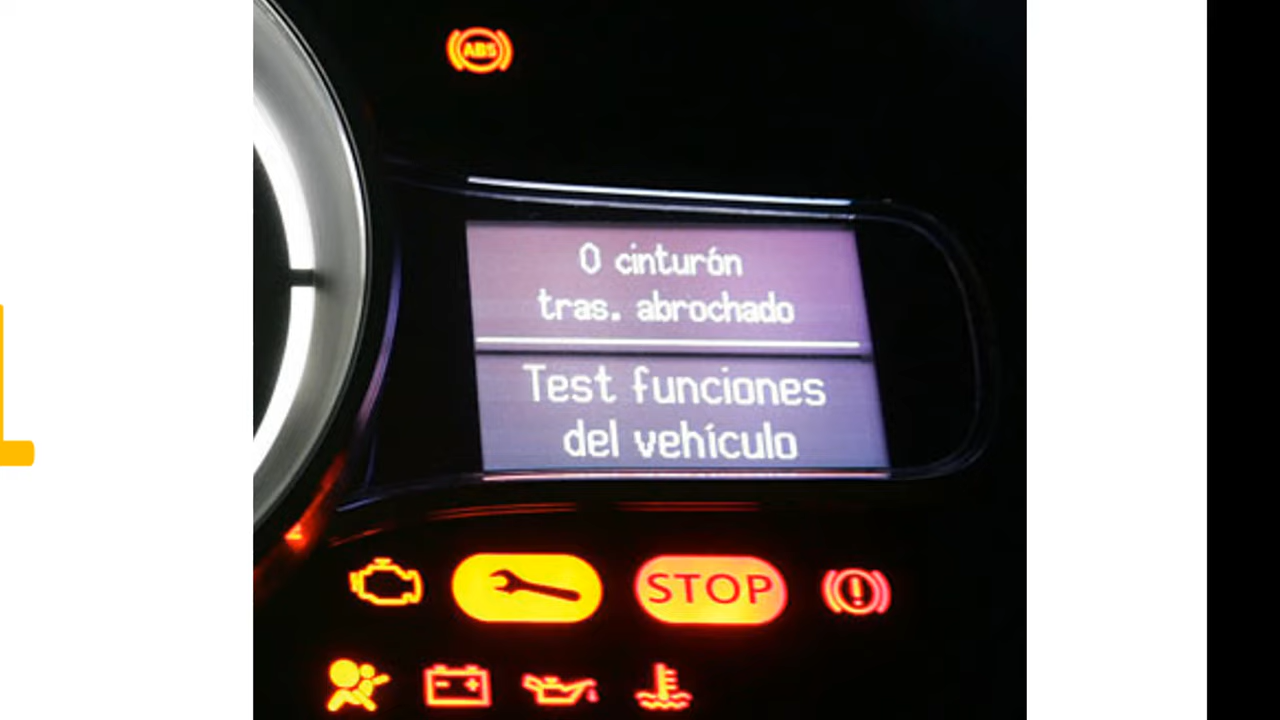 ABS
0 cinturón
tras. abrochado
Test funciones
del vehículo
STOP